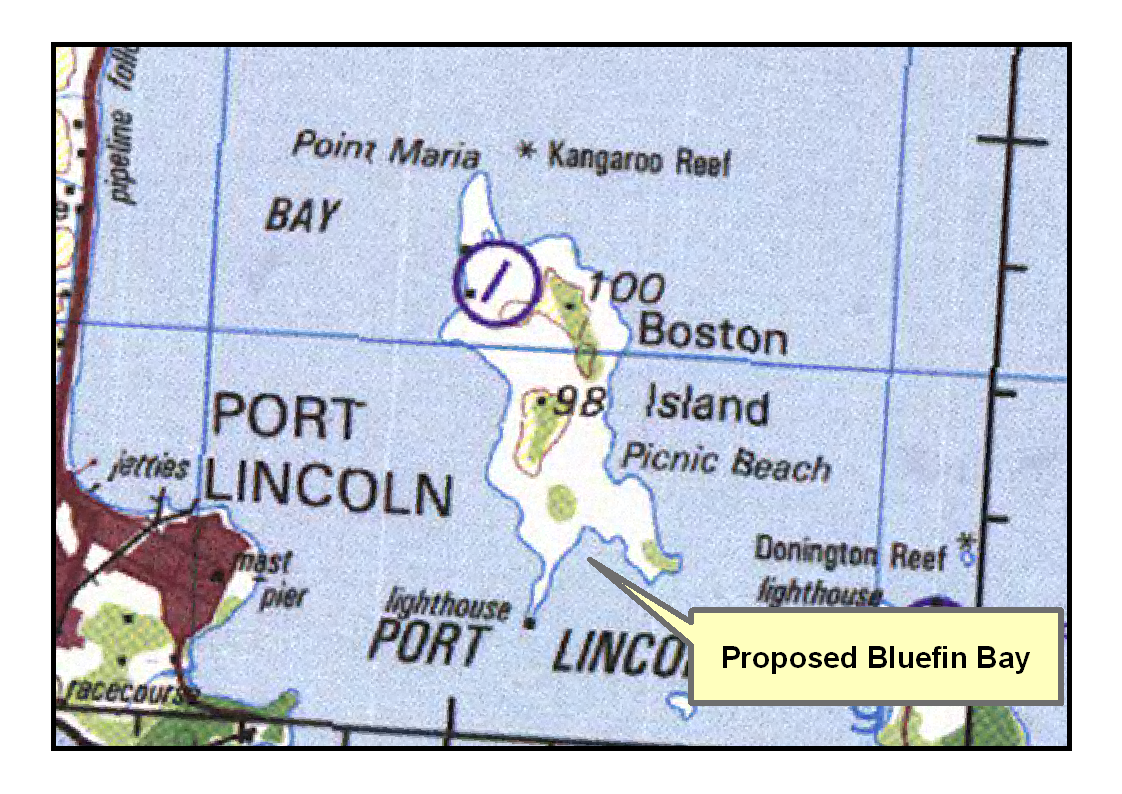 pipeline
Point Maria
* Kangaroo Reef
BAY
100
Boston
98
Island
PORT
LINCOLN
Picnic Beach
jetties
mast
pier
Donington Reef *
lighthouse
lighthouse
PORT
Proposed Bluefin Bay
racecourse